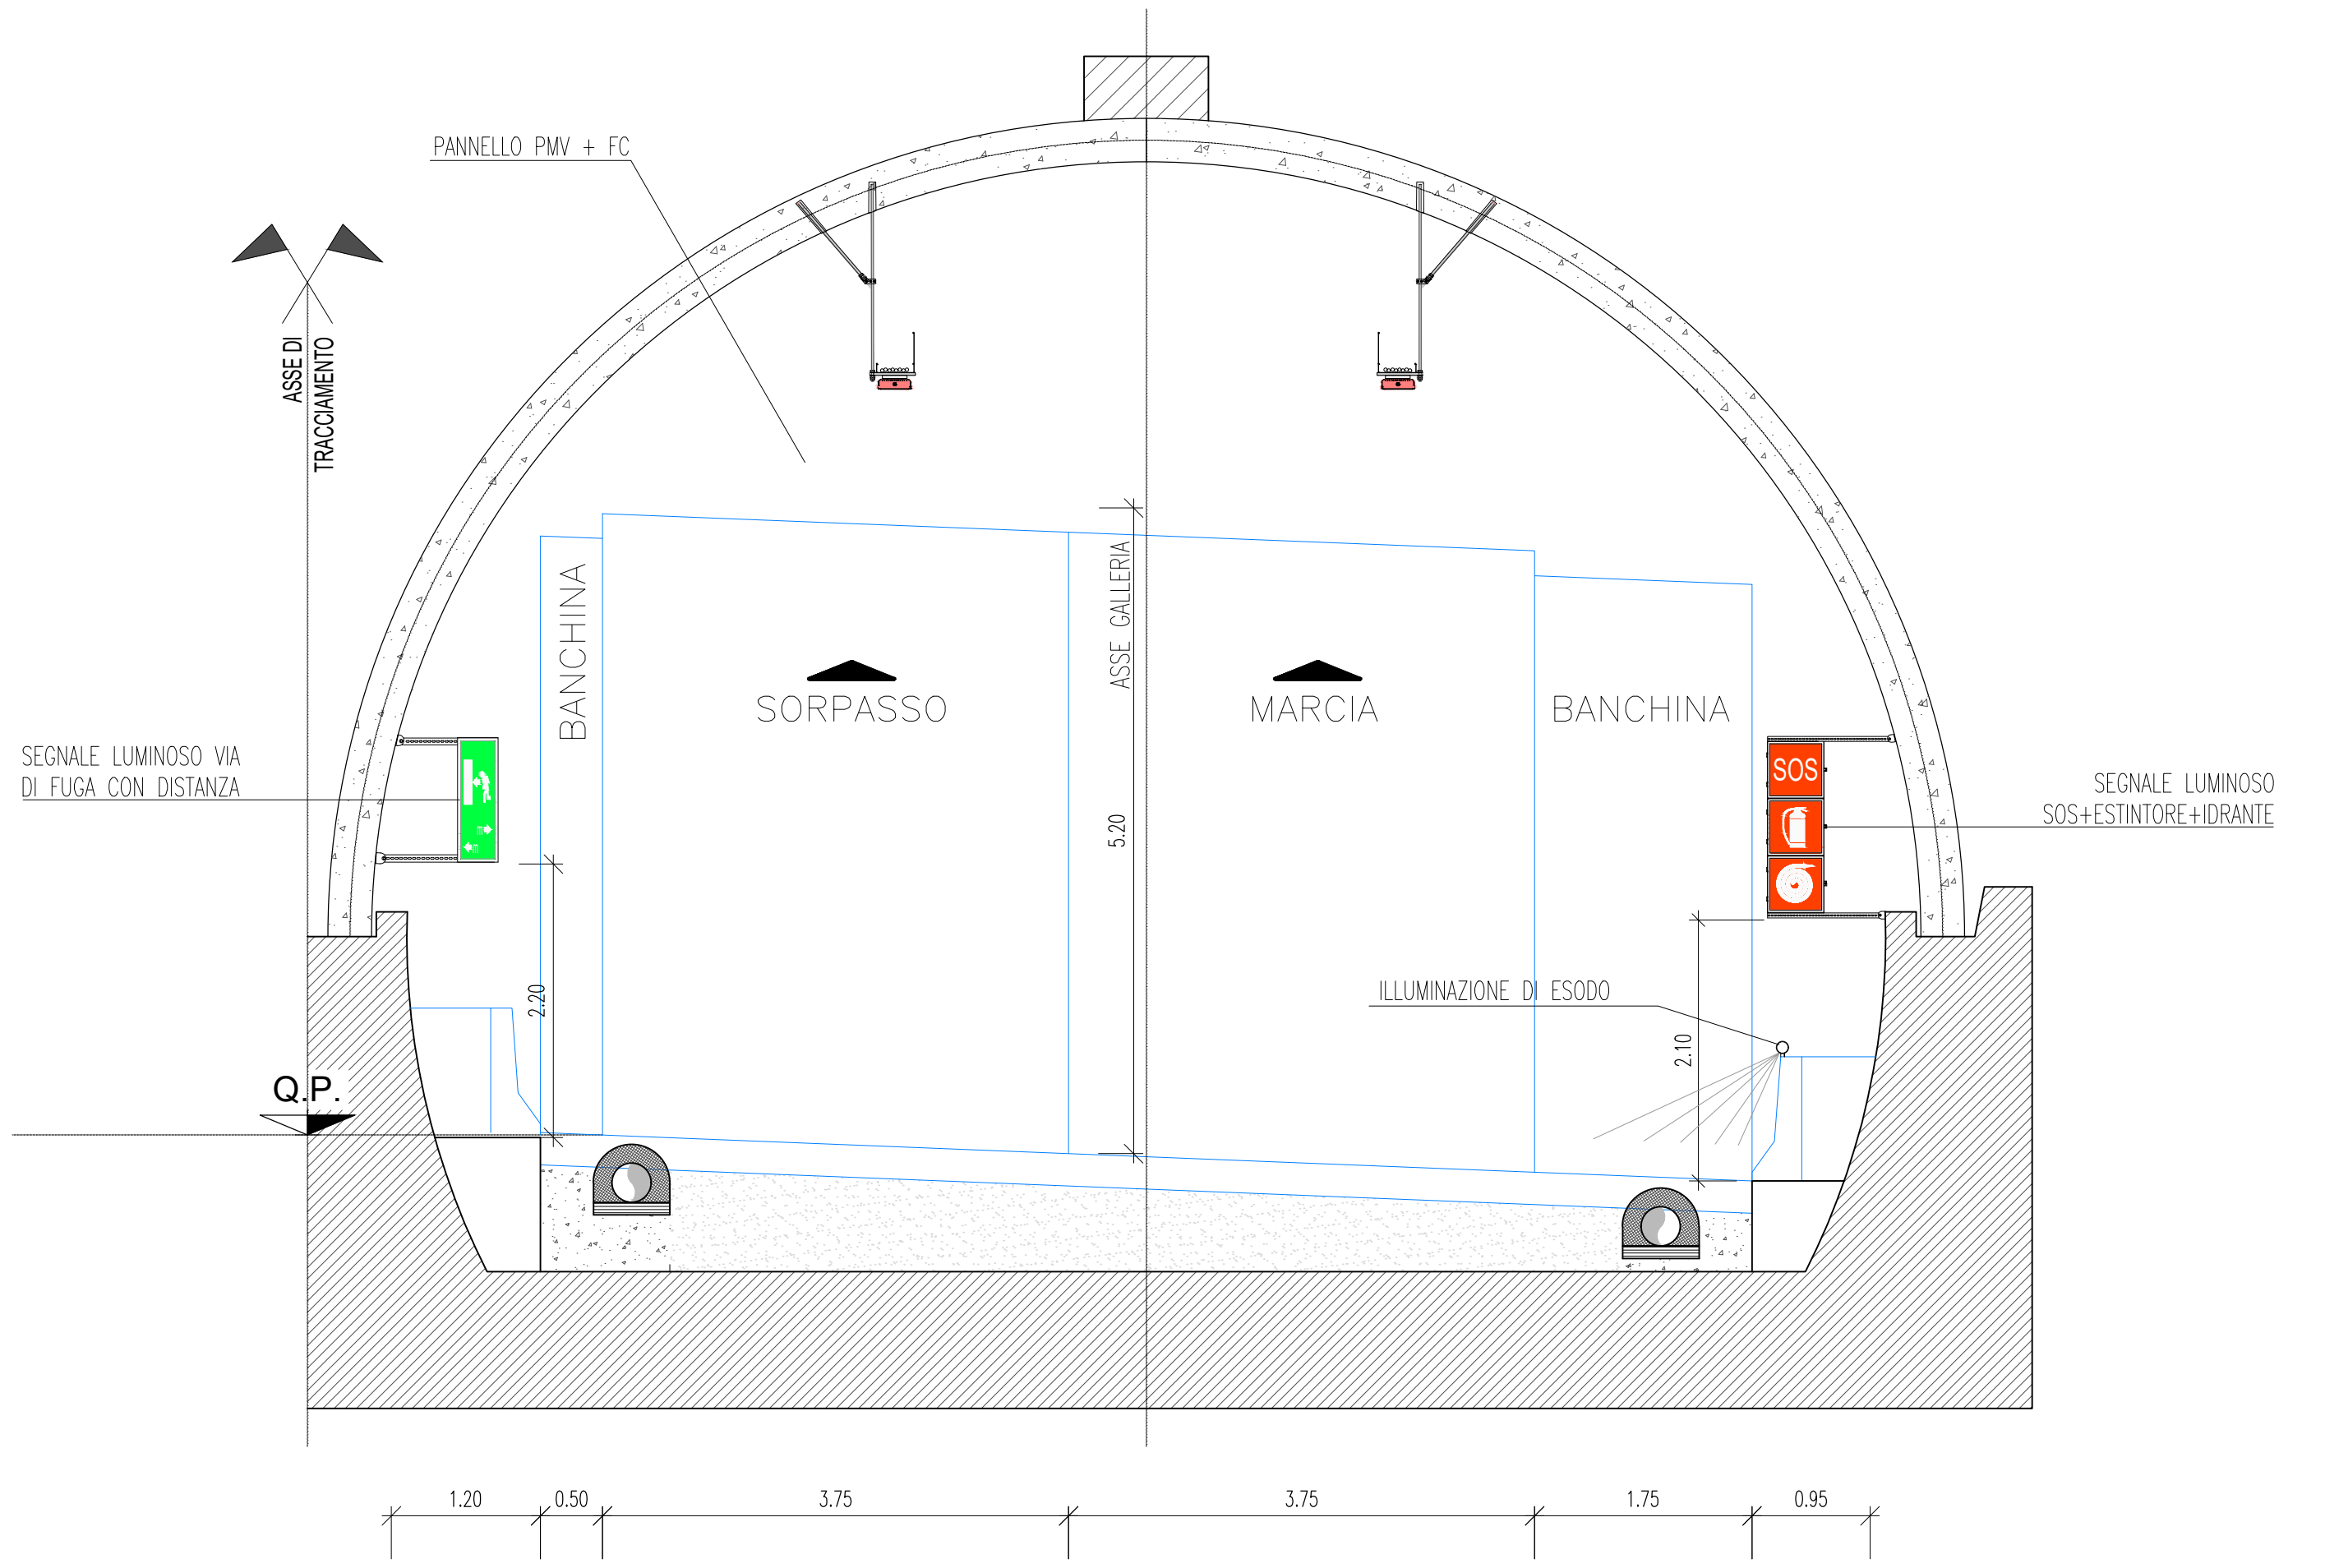 PANNELLO PMV + FC
ASSE DI
TRACCIAMENTO
BANCHINA
SORPASSO
ASSE GALLERIA
MARCIA
BANCHINA
SEGNALE LUMINOSO VIA
DI FUGA CON DISTANZA
m
m
5.20
SOS
SEGNALE LUMINOSO
SOS+ESTINTORE+IDRANTE
2.20
ILLUMINAZIONE DI ESODO
2.10
Q.P.
1.20
0.50
3.75
3.75
1.75
0.95